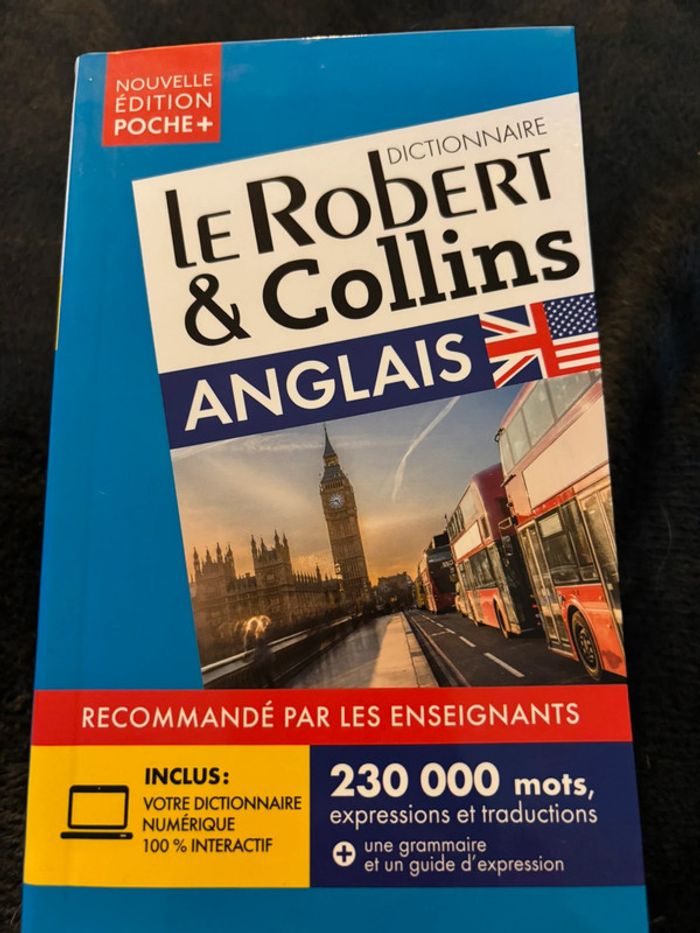 NOUVELLE
ÉDITION
POCHE+
DICTIONNAIRE
le Robert
& Collins
ANGLAIS
RECOMMANDÉ PAR LES ENSEIGNANTS
INCLUS :
VOTRE DICTIONNAIRE
NUMÉRIQUE
100 % INTERACTIF
230 000 mots,
expressions et traductions
+ une grammaire
et un guide d'expression